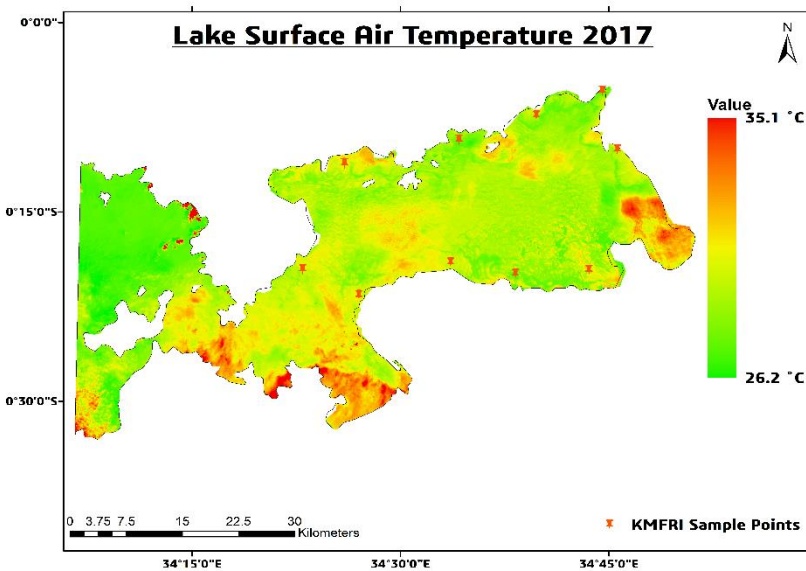 Lake Surface Air Temperature 2017
0°0'0"
N
Value
35.1 °C
0°15'0"S
26.2 °C
0°30'0"S
0 3.75 7.5 15 22.5 30
Kilometers
KMFRI Sample Points
34°15'0"E 34°30'0"E 34°45'0"E